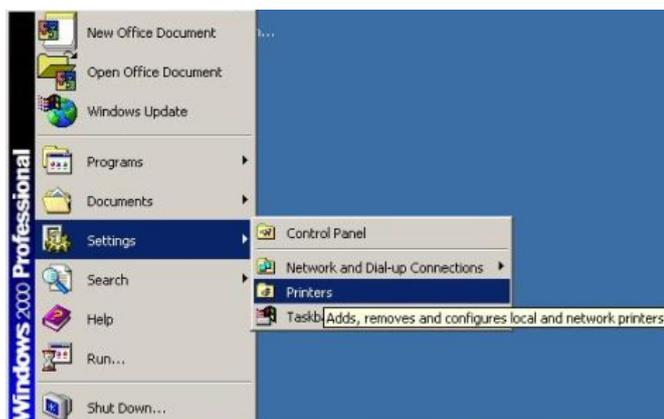 New Office Document
Open Office Document
Windows Update
Programs
Documents
Settings
Search
Help
Run...
Shut Down...
Control Panel
Network and Dial-up Connections
Printers
Taskb
Adds, removes and configures local and network printers
Windows 2000 Professional